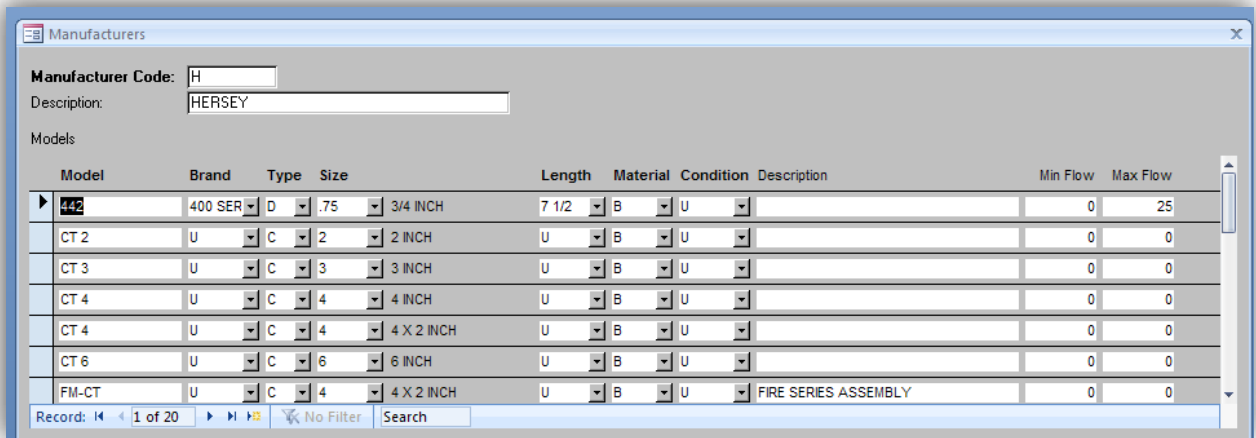 Manufacturers
Manufacturer Code: H
Description: HERSEY
Models
Model Brand Type Size Length Material Condition Description Min Flow Max Flow
442 400 SER D .75 3/4 INCH 7 1/2 B U 0 25
CT 2 U C 2 2 INCH U B U 0 0
CT 3 U C 3 3 INCH U B U 0 0
CT 4 U C 4 4 INCH U B U 0 0
CT 4 U C 4 4 X 2 INCH U B U 0 0
CT 6 U C 6 6 INCH U B U 0 0
FM-CT U C 4 4 X 2 INCH U B U FIRE SERIES ASSEMBLY 0 0
Record: 1 of 20 No Filter Search